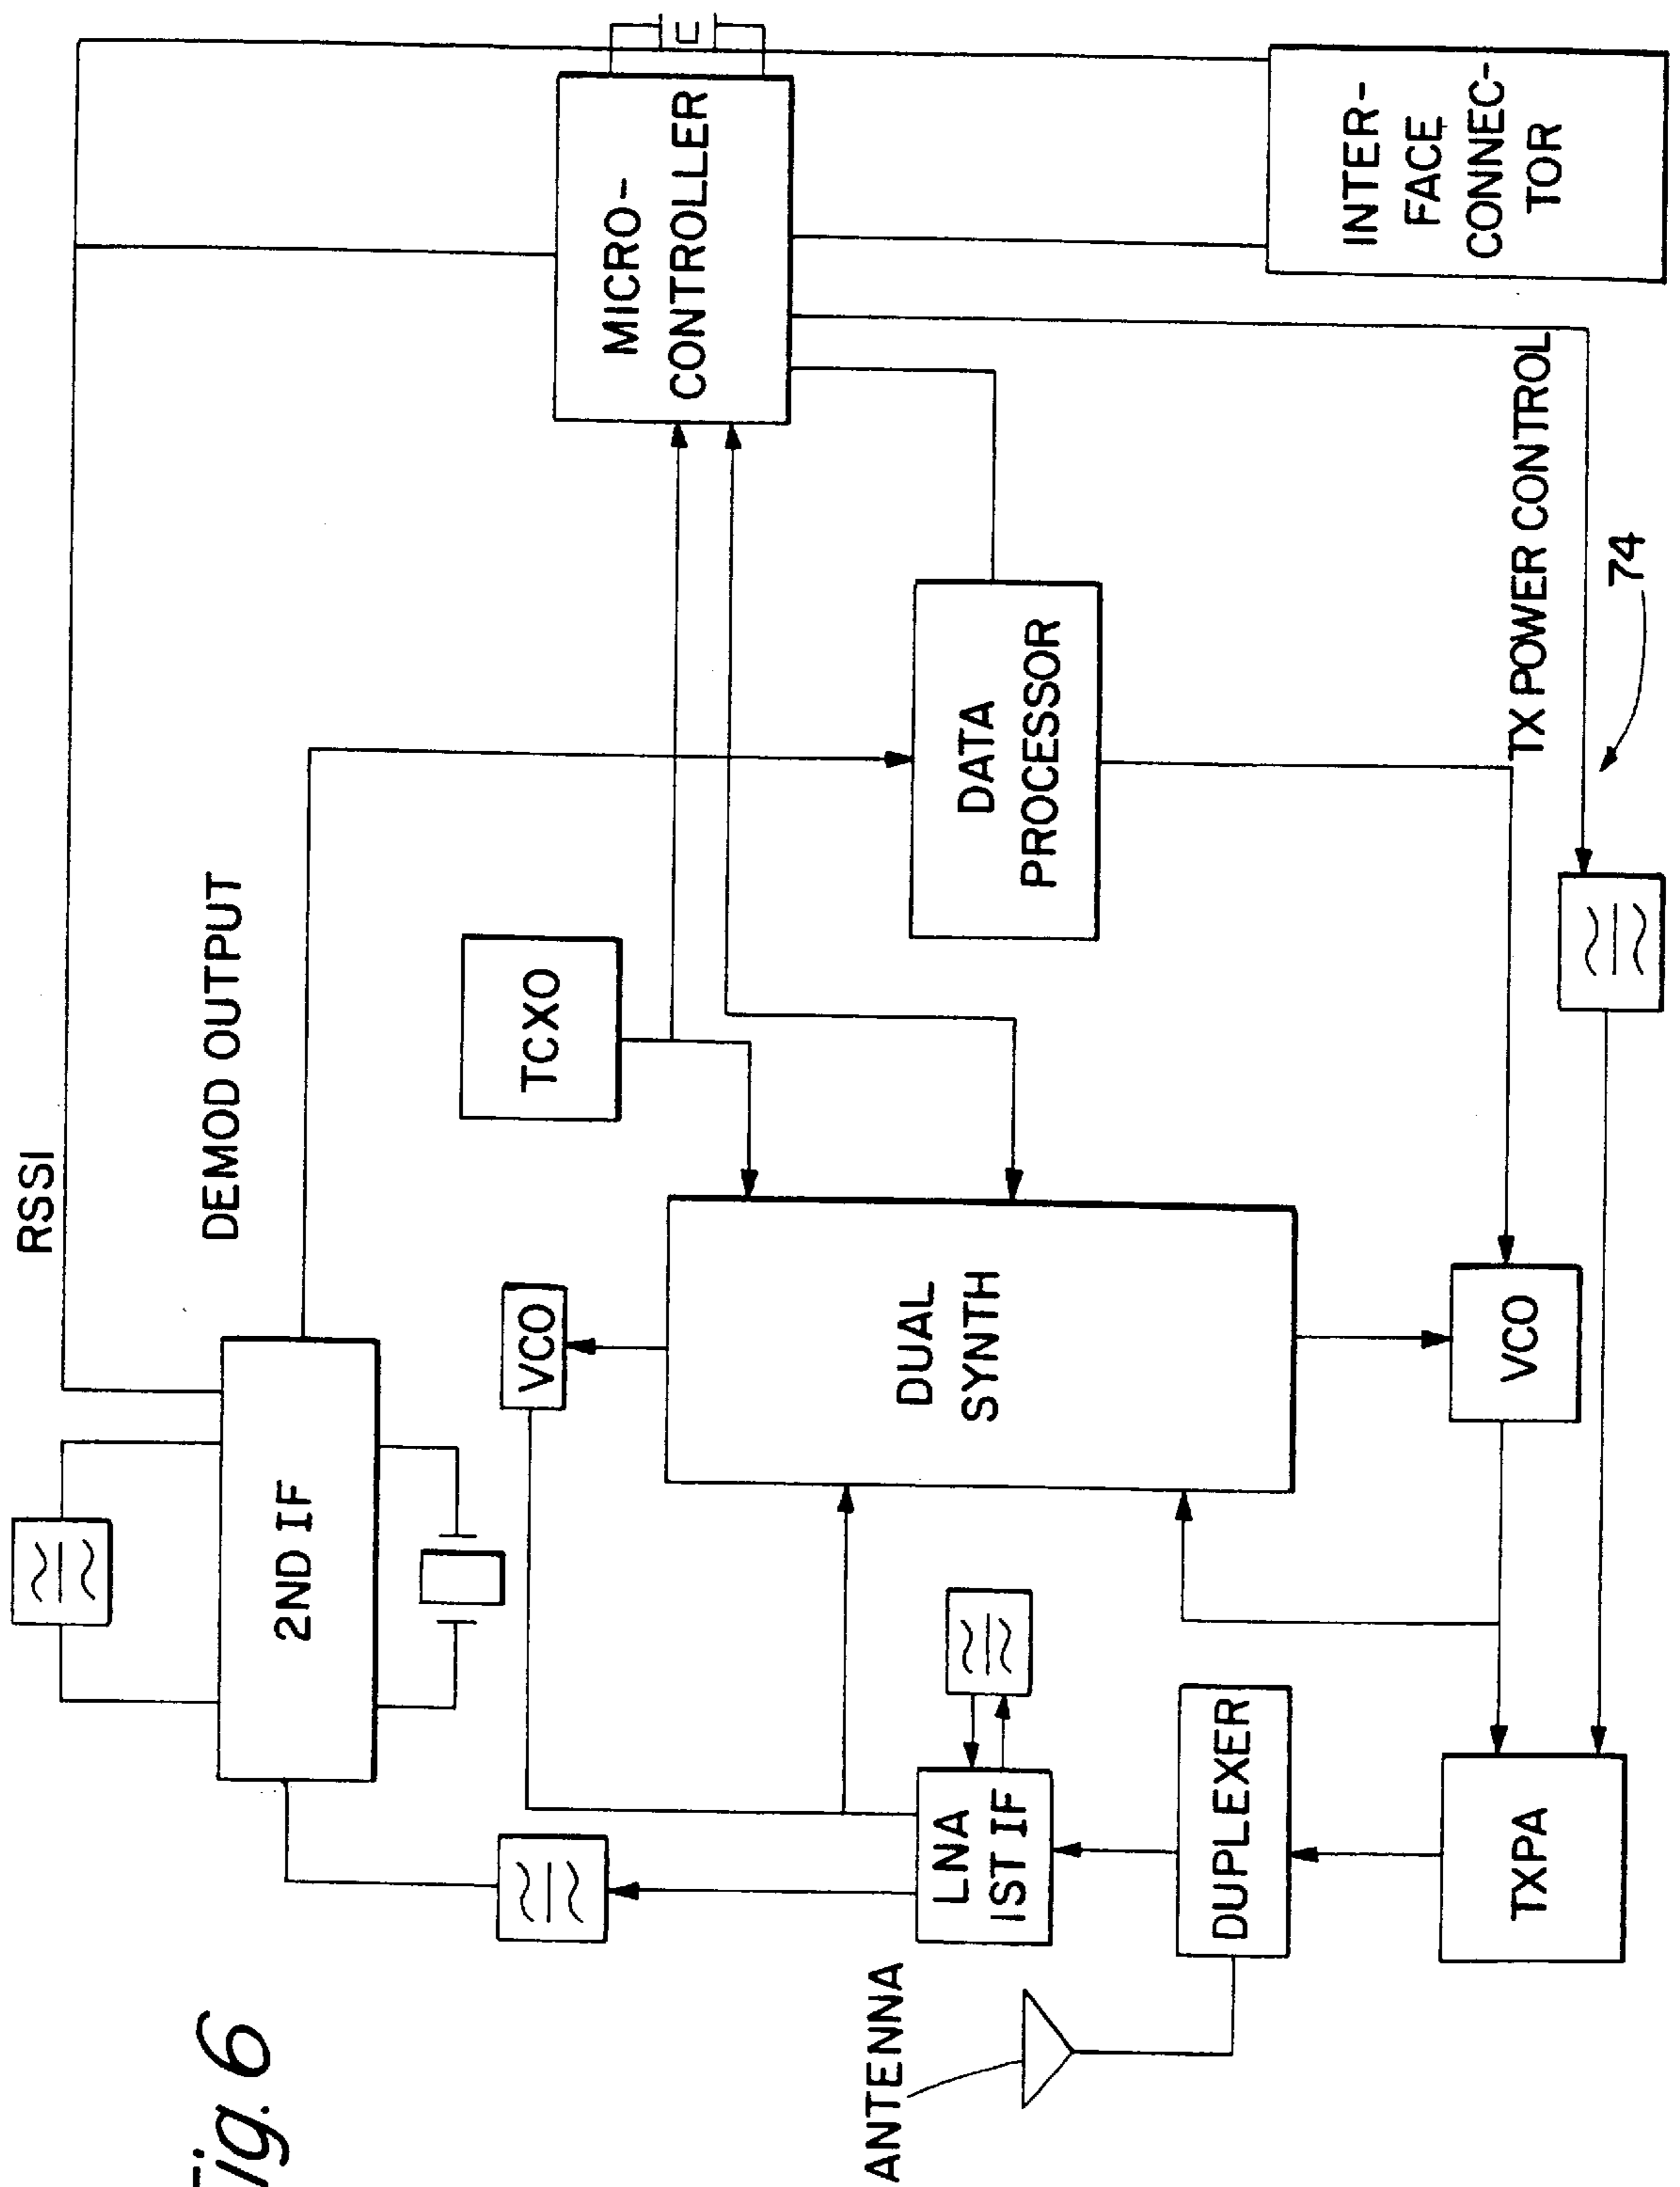 RSSI
DEMOD OUTPUT
2ND IF
TCXO
VCO
MICRO-
CONTROLLER
DUAL
SYNTH
DATA
PROCESSOR
LNA
IST IF
ANTENNA
DUPLEXER
TXPA
VCO
TX POWER CONTROL
74
INTER-
FACE
CONNEC-
TOR
Fig. 6